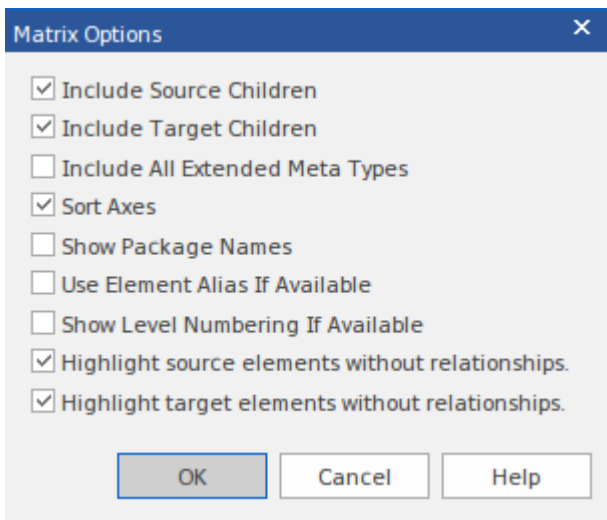 Matrix Options
Include Source Children
Include Target Children
Include All Extended Meta Types
Sort Axes
Show Package Names
Use Element Alias If Available
Show Level Numbering If Available
Highlight source elements without relationships.
Highlight target elements without relationships.
OK Cancel Help